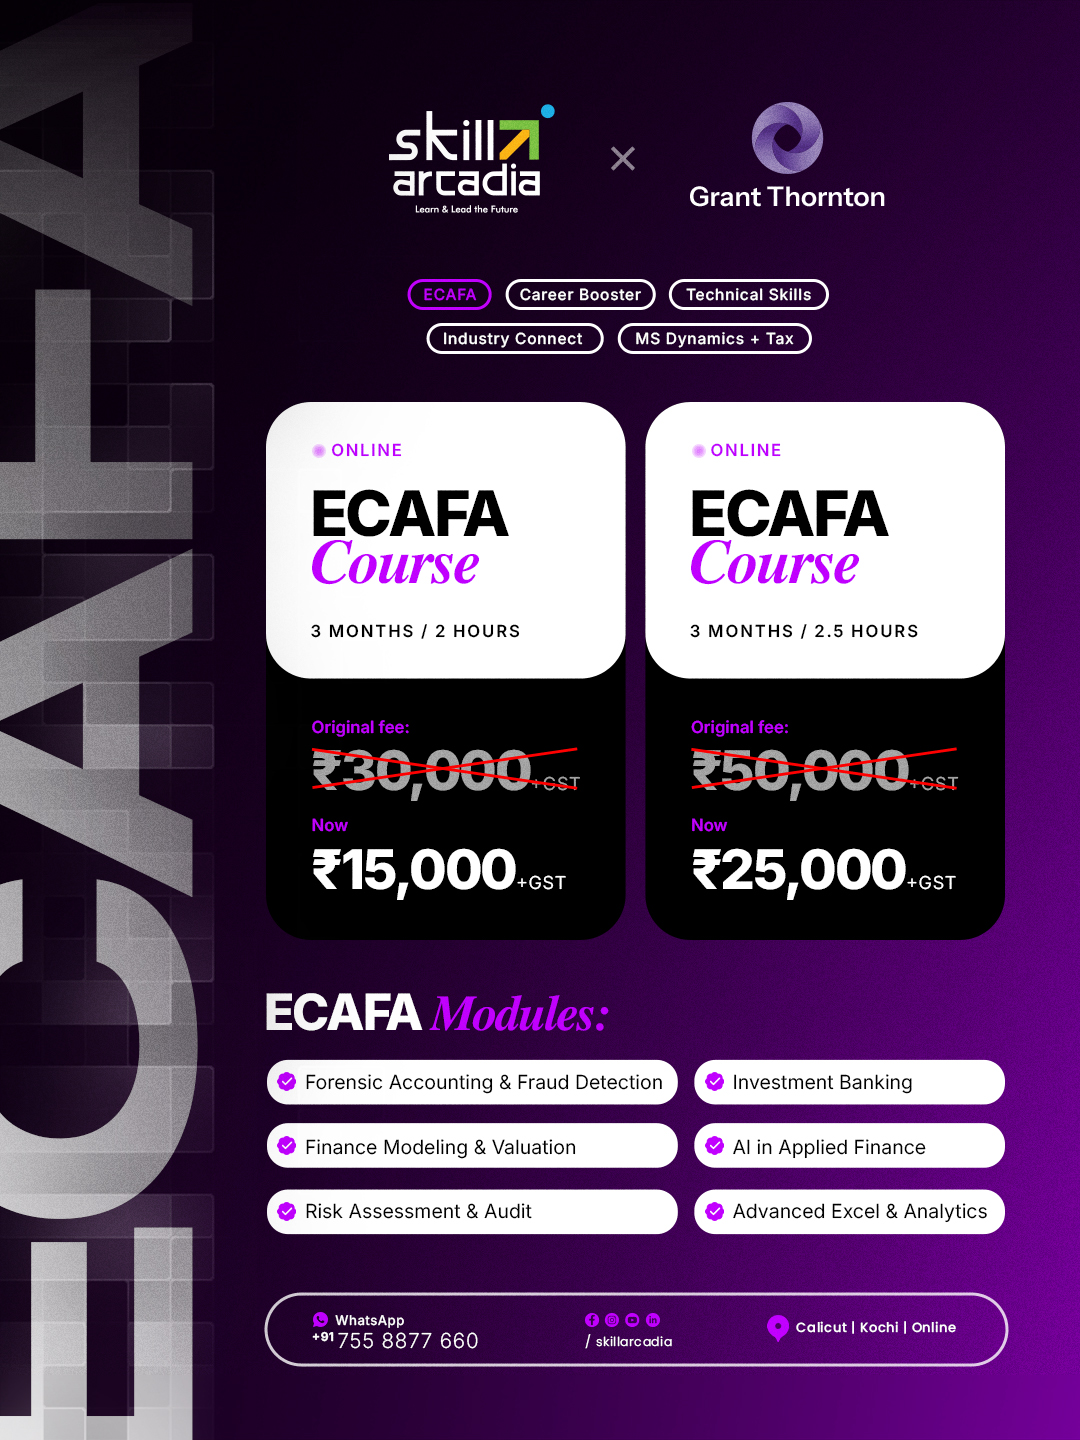 ECAFA
skill
arcadia
Learn & Lead the Future
×
Grant Thornton
ECAFA
Career Booster
Technical Skills
Industry Connect
MS Dynamics + Tax
ONLINE
ECAFA
Course
3 MONTHS / 2 HOURS
Original fee:
₹30,000+GST
Now
₹15,000+GST
ONLINE
ECAFA
Course
3 MONTHS / 2.5 HOURS
Original fee:
₹50,000+GST
Now
₹25,000+GST
ECAFA Modules:
Forensic Accounting & Fraud Detection
Investment Banking
Finance Modeling & Valuation
AI in Applied Finance
Risk Assessment & Audit
Advanced Excel & Analytics
WhatsApp
+91 755 8877 660
/ skillarcadia
Calicut | Kochi | Online